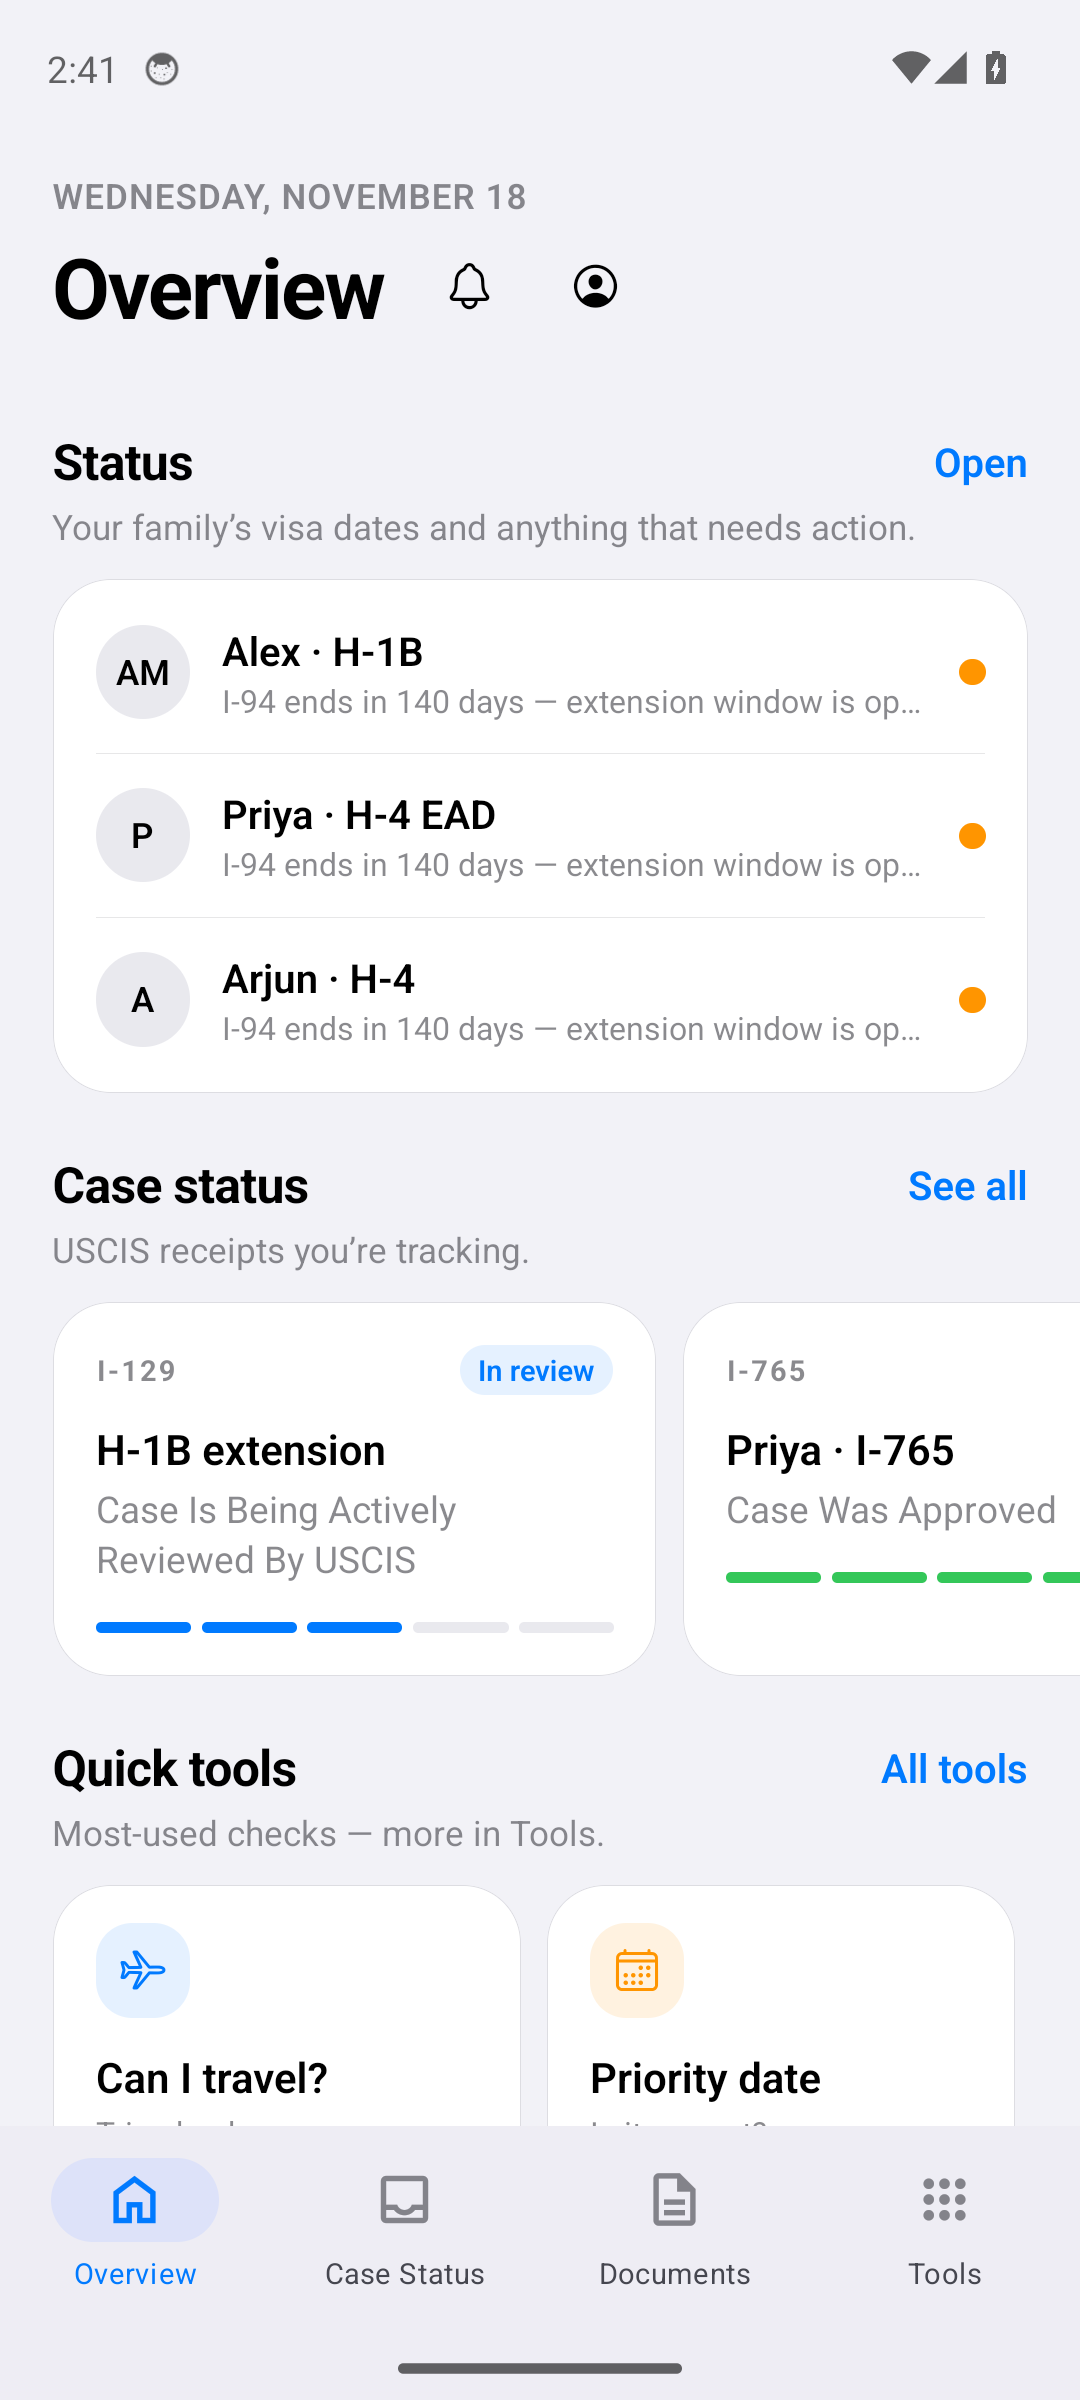 2:41
WEDNESDAY, NOVEMBER 18
Overview
Status
Open
Your family’s visa dates and anything that needs action.
AM
Alex · H-1B
I-94 ends in 140 days — extension window is op…
P
Priya · H-4 EAD
I-94 ends in 140 days — extension window is op…
A
Arjun · H-4
I-94 ends in 140 days — extension window is op…
Case status
See all
USCIS receipts you’re tracking.
I-129
In review
H-1B extension
Case Is Being Actively
Reviewed By USCIS
I-765
Priya · I-765
Case Was Approved
Quick tools
All tools
Most-used checks — more in Tools.
Can I travel?
Priority date
Overview
Case Status
Documents
Tools